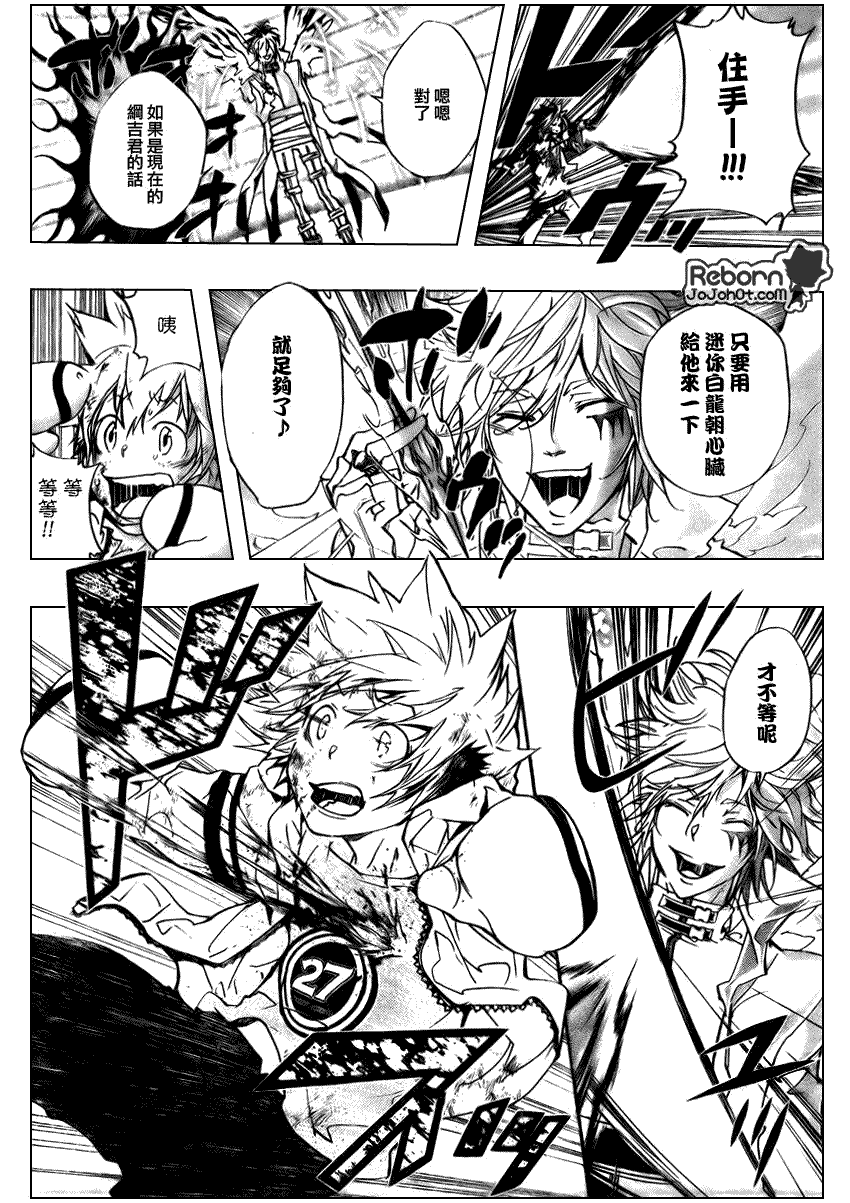 住手ー!!!
嗯嗯
對了
如果是現在的
綱吉君的話
Reborn
JoJohOt.com
只要用
迷你白龍朝心臟
給他來一下
就足夠了♪
咦
等
等等!!
才不等呢
27